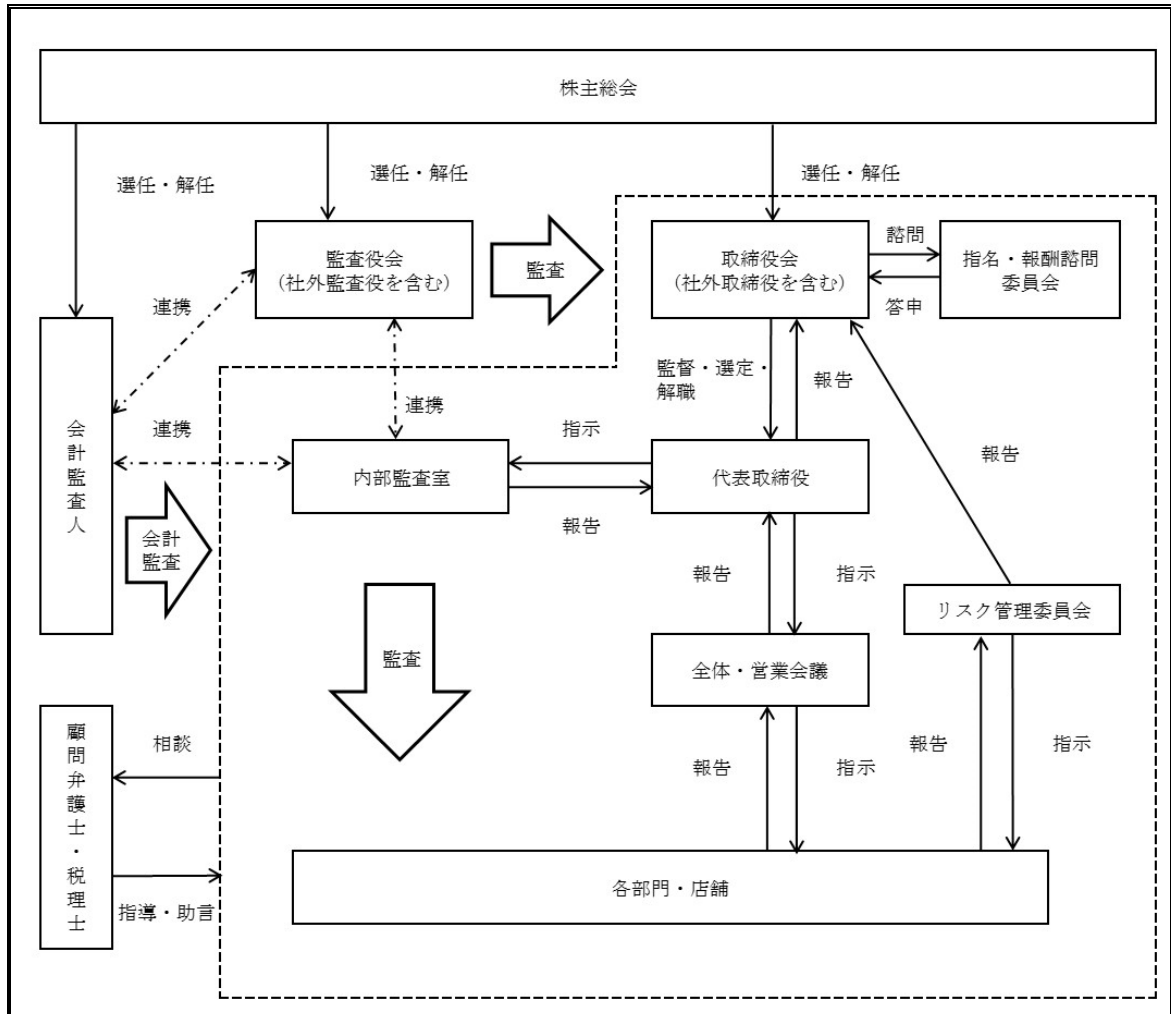 株主総会
選任・解任
選任・解任
選任・解任
監査役会
（社外監査役を含む）
監査
取締役会
（社外取締役を含む）
諮問
答申
指名・報酬諮問
委員会
連携
監督・選定・
解職
報告
連携
会計監査人
連携
内部監査室
指示
報告
代表取締役
報告
会計
監査
報告
指示
リスク管理委員会
監査
全体・営業会議
顧問弁護士・税理士
相談
報告
指示
報告
指示
指導・助言
各部門・店舗